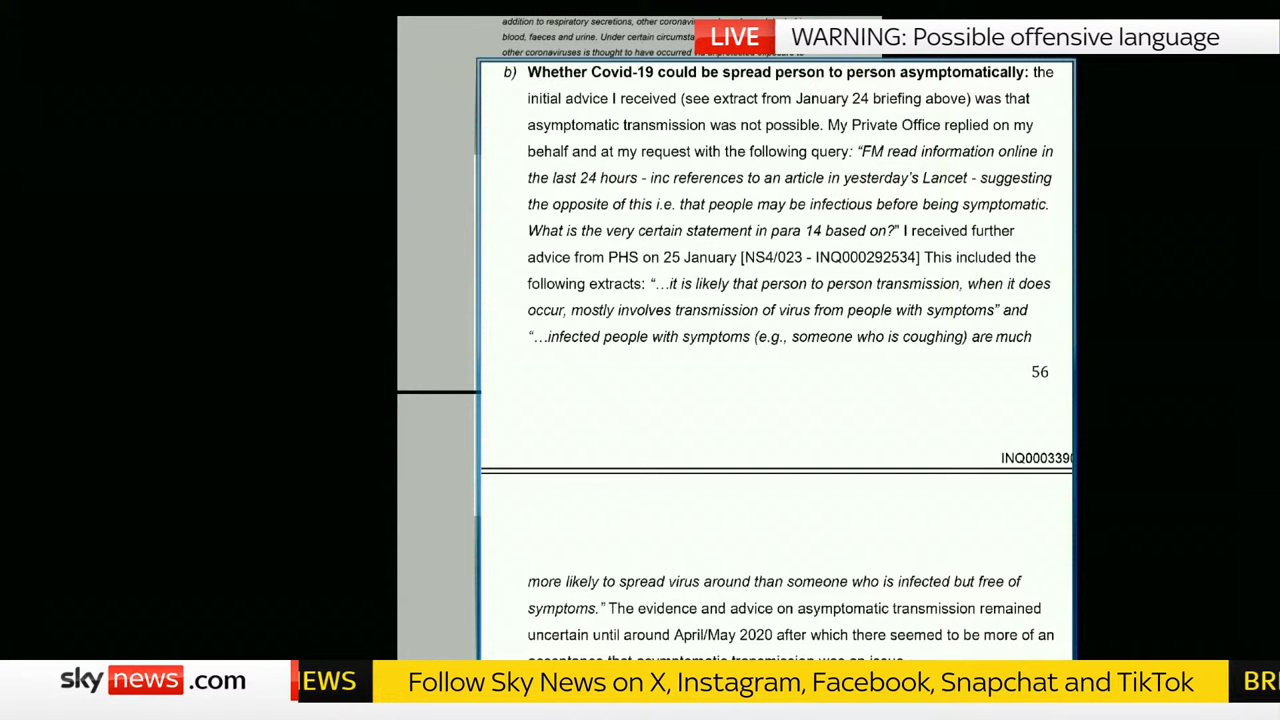 addition to respiratory secretions, other
blood, faeces and urine. Under certain
other coronaviruses is thought to have occurred
LIVE
WARNING: Possible offensive language
b) Whether Covid-19 could be spread person to person asymptomatically: the
initial advice I received (see extract from January 24 briefing above) was that
asymptomatic transmission was not possible. My Private Office replied on my
behalf and at my request with the following query: “FM read information online in
the last 24 hours - inc references to an article in yesterday’s Lancet - suggesting
the opposite of this i.e. that people may be infectious before being symptomatic.
What is the very certain statement in para 14 based on?” I received further
advice from PHS on 25 January [NS4/023 - INQ000292534] This included the
following extracts: “…it is likely that person to person transmission, when it does
occur, mostly involves transmission of virus from people with symptoms” and
“…infected people with symptoms (e.g., someone who is coughing) are much
56
INQ000339
more likely to spread virus around than someone who is infected but free of
symptoms.” The evidence and advice on asymptomatic transmission remained
uncertain until around April/May 2020 after which there seemed to be more of an
sky news .com
EWS
Follow Sky News on X, Instagram, Facebook, Snapchat and TikTok
BR